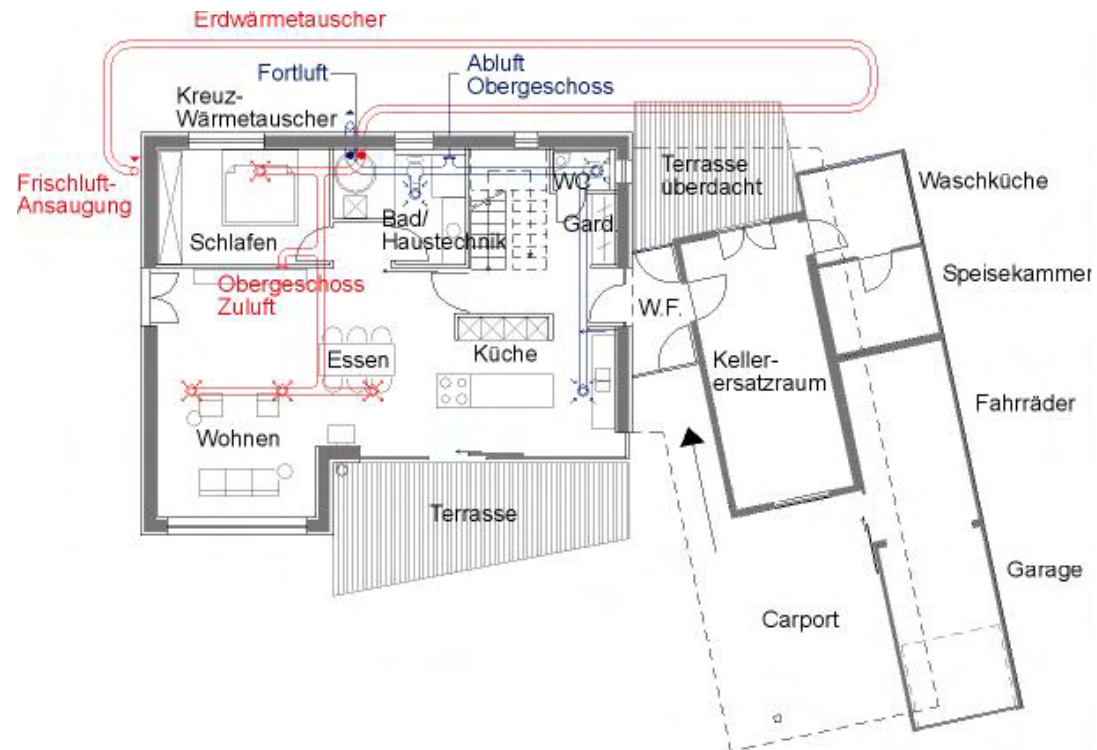 Erdwärmetauscher
Fortluft
Abluft
Obergeschoss
Kreuz-
Wärmetauscher
Frischluft-
Ansaugung
Schlafen
Bad/
Haustechnik
WC
Gard.
Terrasse
überdacht
Waschküche
Obergeschoss
Zuluft
W.F.
Speisekammer
Essen
Küche
Keller-
ersatzraum
Fahrräder
Wohnen
Terrasse
Garage
Carport